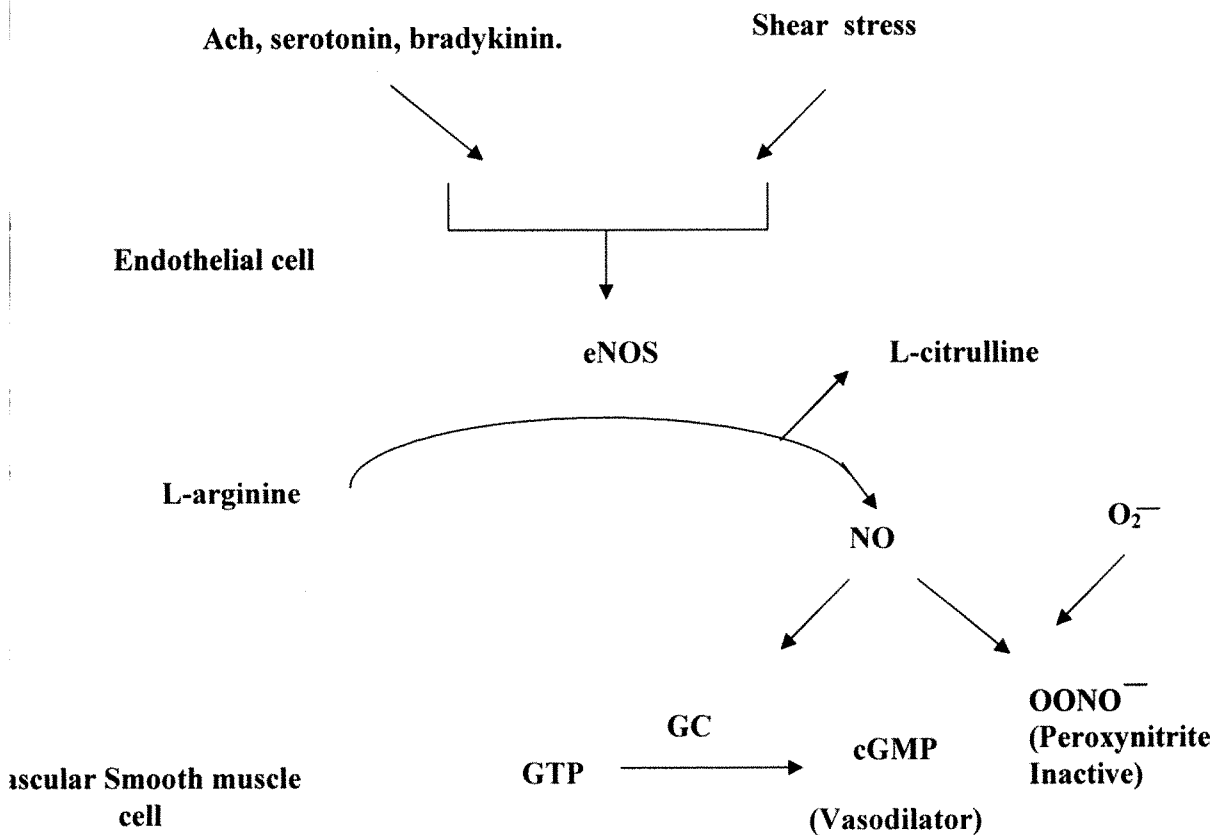 Ach, serotonin, bradykinin.
Shear stress
Endothelial cell
eNOS
L-citrulline
L-arginine
NO
O₂—
OONO—
(Peroxynitrite
Inactive)
GC
GTP
cGMP
(Vasodilator)
ascular Smooth muscle
cell